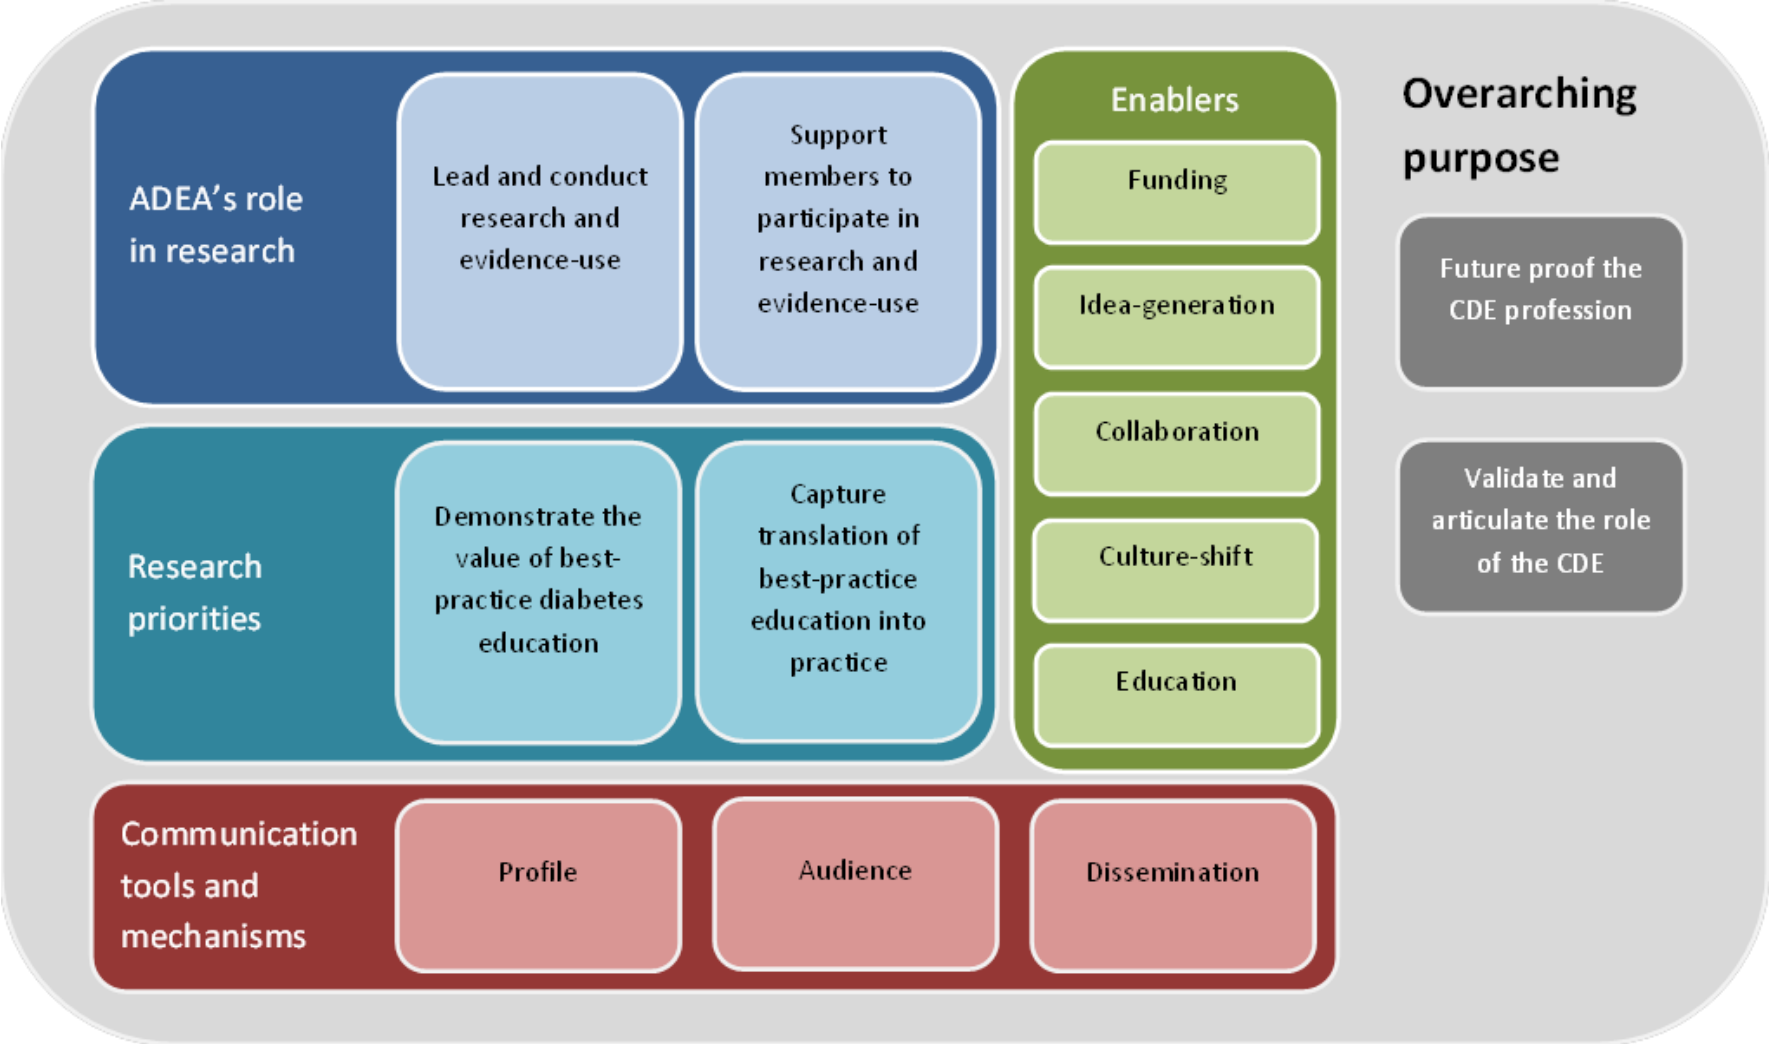 ADEA's role
in research
Lead and conduct
research and
evidence-use
Support
members to
participate in
research and
evidence-use
Research
priorities
Demonstrate the
value of best-
practice diabetes
education
Capture
translation of
best-practice
education into
practice
Enablers
Funding
Idea-generation
Collaboration
Culture-shift
Education
Overarching
purpose
Future proof the
CDE profession
Validate and
articulate the role
of the CDE
Communication
tools and
mechanisms
Profile
Audience
Dissemination